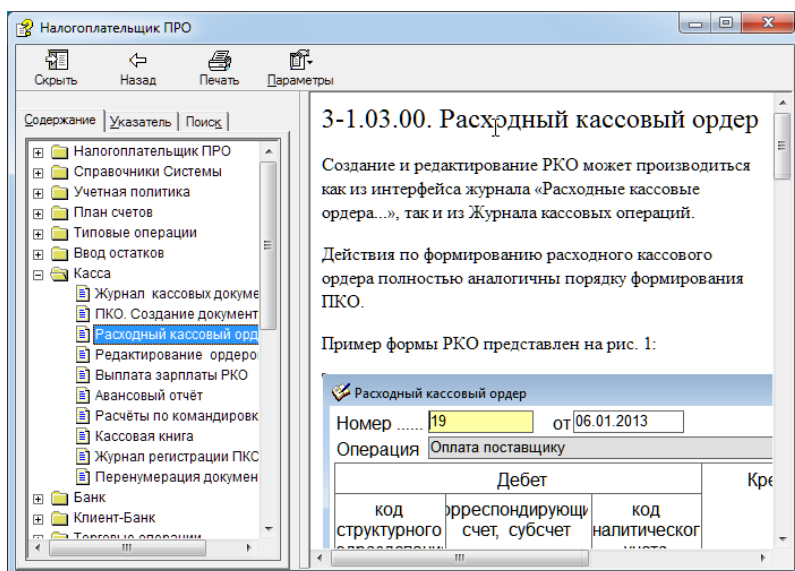 Налогоплательщик ПРО
Скрыть Назад Печать Параметры
Содержание Указатель Поиск
Налогоплательщик ПРО
Справочники Системы
Учетная политика
План счетов
Типовые операции
Ввод остатков
Касса
Журнал кассовых докуме
ПКО. Создание документ
Расходный кассовый орд
Редактирование ордеро
Выплата зарплаты РКО
Авансовый отчёт
Расчёты по командировк
Кассовая книга
Журнал регистрации ПКО
Перенумерация докумен
Банк
Клиент-Банк
Торговые операции
3-1.03.00. Расходный кассовый ордер
Создание и редактирование РКО может производиться
как из интерфейса журнала «Расходные кассовые
ордера...», так и из Журнала кассовых операций.
Действия по формированию расходного кассового
ордера полностью аналогичны порядку формирования
ПКО.
Пример формы РКО представлен на рис. 1:
Расходный кассовый ордер
Номер ...... 19 от 06.01.2013
Операция Оплата поставщику
Дебет Кре
код орреспондирующи код
структурного счет, субсчет налитическог